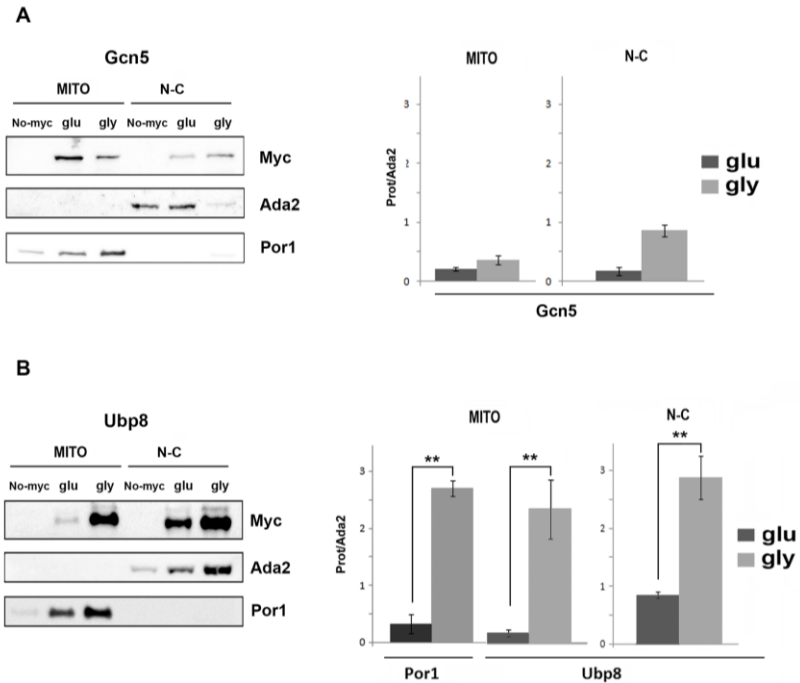 A
Gcn5
MITO N-C
No-myc glu gly No-myc glu gly
Myc
Ada2
Por1
MITO N-C
Prot/Ada2
3 3
2 2
1 1
0 0
glu
gly
Gcn5
B
Ubp8
MITO N-C
No-myc glu gly No-myc glu gly
Myc
Ada2
Por1
MITO N-C
** ** **
Prot/Ada2
3 3
2 2
1 1
0 0
glu
gly
Por1 Ubp8